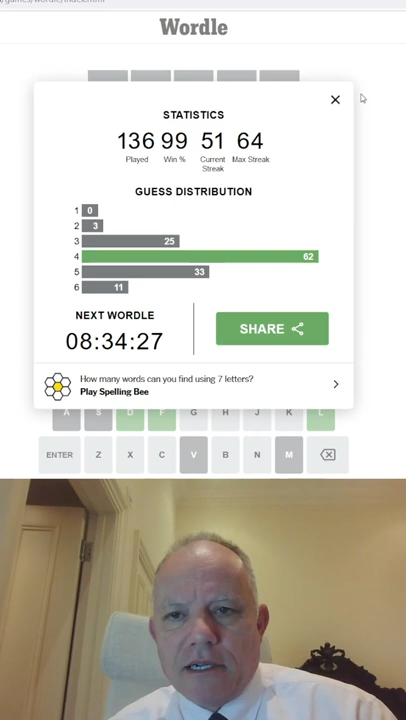 Wordle
STATISTICS
136 99 51 64
Played Win % Current Streak Max Streak
GUESS DISTRIBUTION
1 0
2 3
3 25
4 62
5 33
6 11
NEXT WORDLE
08:34:27
SHARE
How many words can you find using 7 letters?
Play Spelling Bee
A S D F G H J K L
ENTER Z X C V B N M